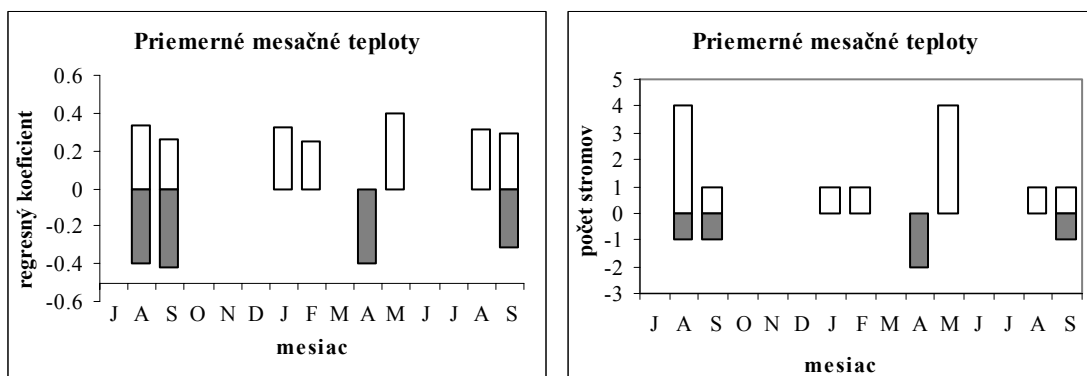 Priemerné mesačné teploty
regresný koeficient
0.6
0.4
0.2
0
-0.2
-0.4
-0.6
J A S O N D J F M A M J J A S
mesiac
Priemerné mesačné teploty
počet stromov
5
4
3
2
1
0
-1
-2
-3
J A S O N D J F M A M J J A S
mesiac